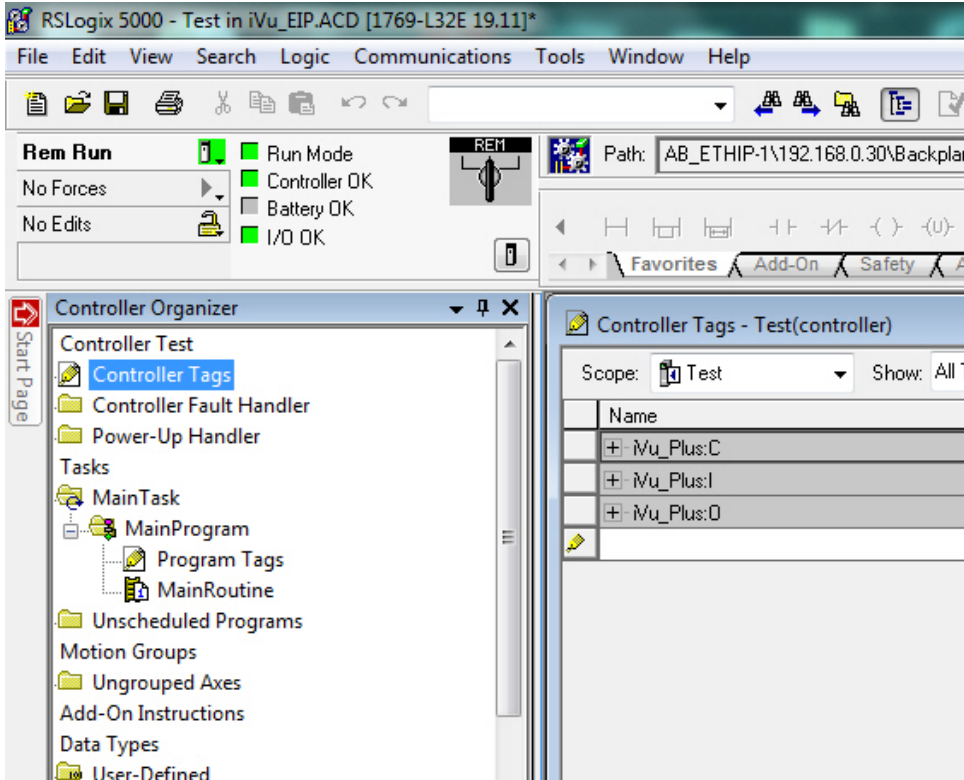 RSLogix 5000 - Test in iVu_EIP.ACD [1769-L32E 19.11]*
File Edit View Search Logic Communications Tools Window Help
Rem Run
No Forces
No Edits
Run Mode
Controller OK
Battery OK
I/O OK
REM
Path: AB_ETHIP-1\192.168.0.30\Backplan
Favorites Add-On Safety A
Start Page
Controller Organizer
Controller Test
Controller Tags
Controller Fault Handler
Power-Up Handler
Tasks
MainTask
MainProgram
Program Tags
MainRoutine
Unscheduled Programs
Motion Groups
Ungrouped Axes
Add-On Instructions
Data Types
User-Defined
Controller Tags - Test(controller)
Scope: Test Show: All T
Name
iVu_Plus:C
iVu_Plus:I
iVu_Plus:O